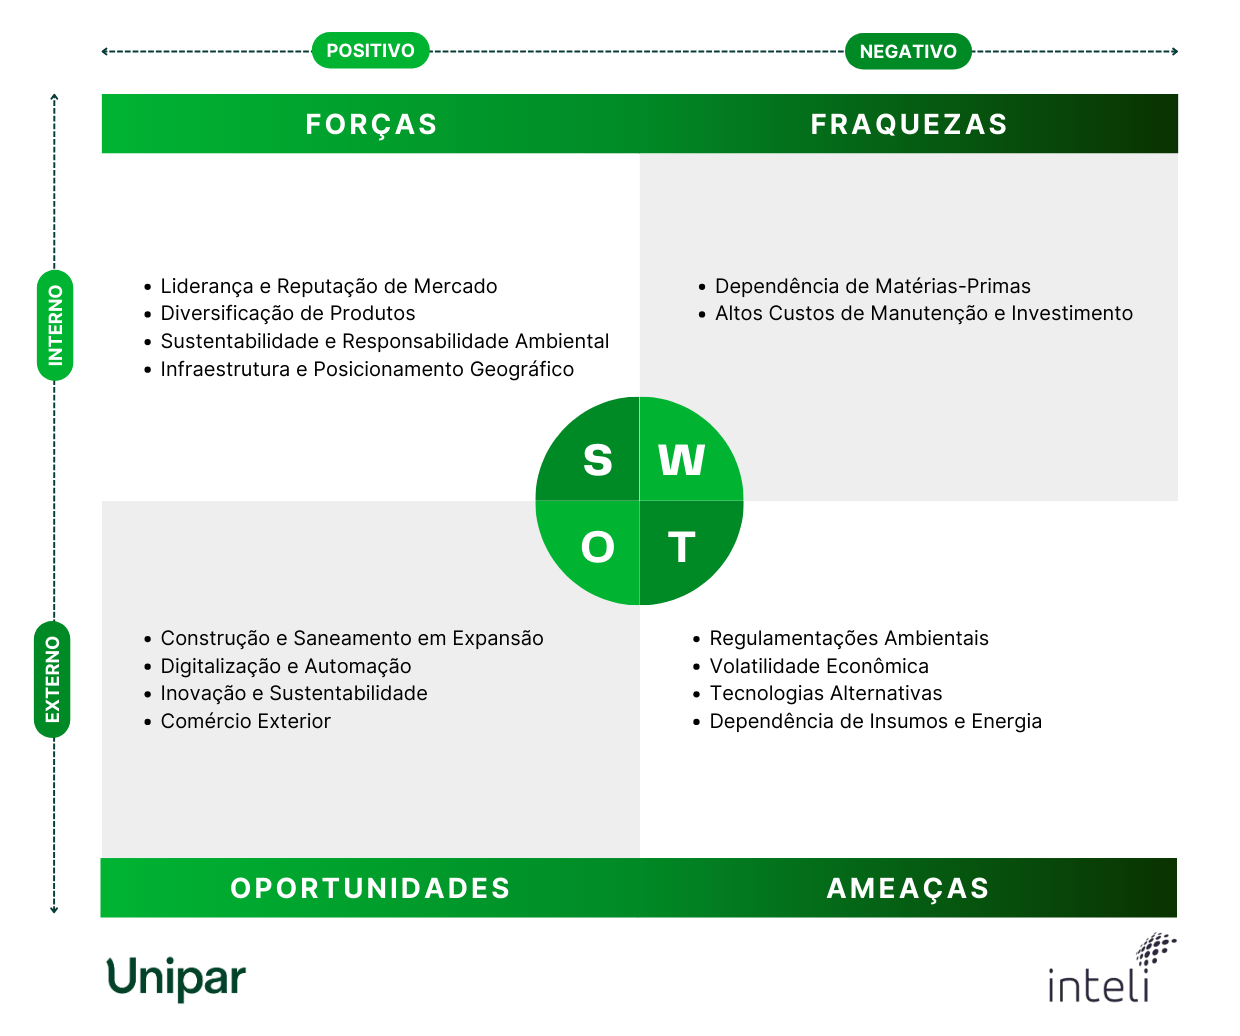 POSITIVO
NEGATIVO
FORÇAS
FRAQUEZAS
INTERNO
• Liderança e Reputação de Mercado
• Diversificação de Produtos
• Sustentabilidade e Responsabilidade Ambiental
• Infraestrutura e Posicionamento Geográfico
• Dependência de Matérias-Primas
• Altos Custos de Manutenção e Investimento
S
W
O
T
EXTERNO
• Construção e Saneamento em Expansão
• Digitalização e Automação
• Inovação e Sustentabilidade
• Comércio Exterior
• Regulamentações Ambientais
• Volatilidade Econômica
• Tecnologias Alternativas
• Dependência de Insumos e Energia
OPORTUNIDADES
AMEAÇAS
Unipar
inteli